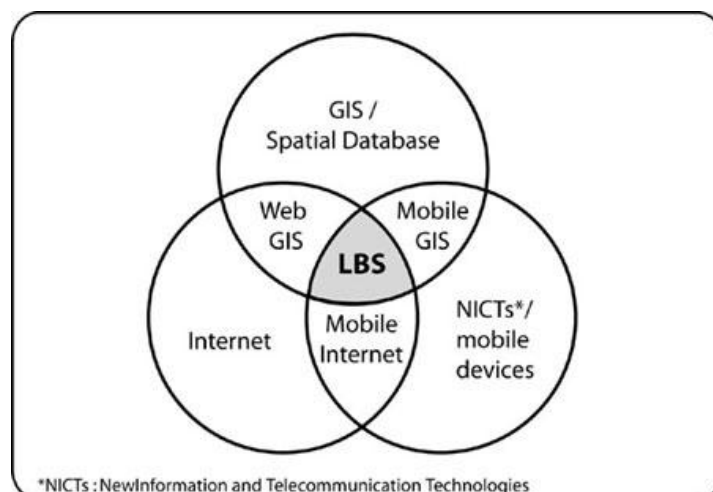 GIS /
Spatial Database
Web
GIS
Mobile
GIS
LBS
Internet
Mobile
Internet
NICTs*/
mobile
devices
*NICTs : NewInformation and Telecommunication Technologies